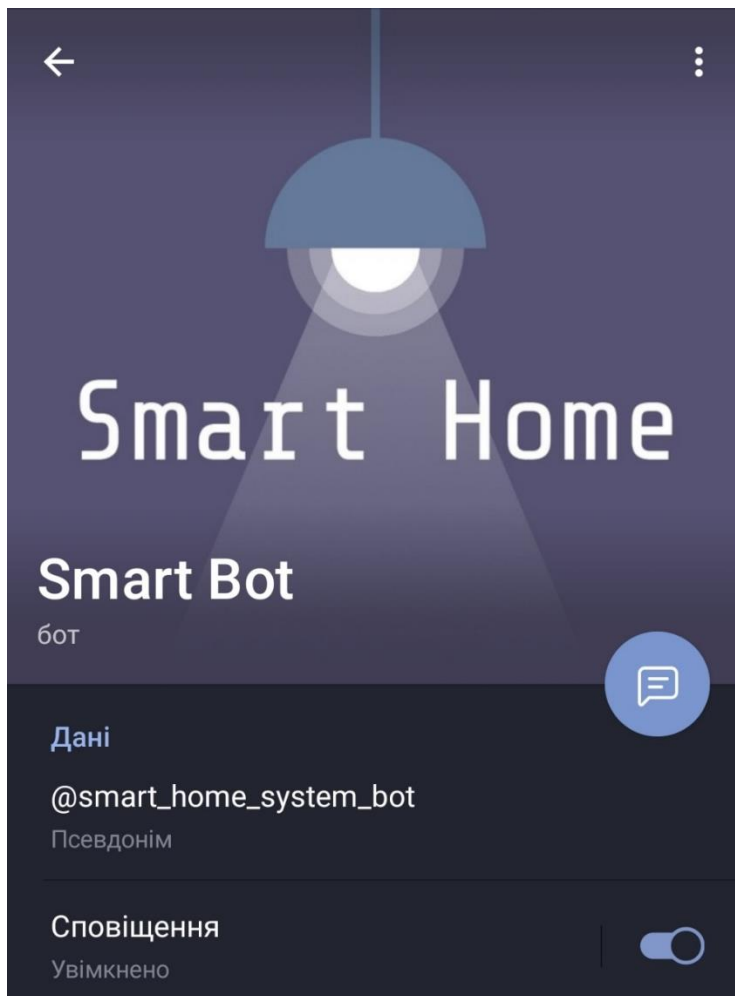 Smart Home
Smart Bot
бот
Дані
@smart_home_system_bot
Псевдонім
Сповіщення
Увімкнено